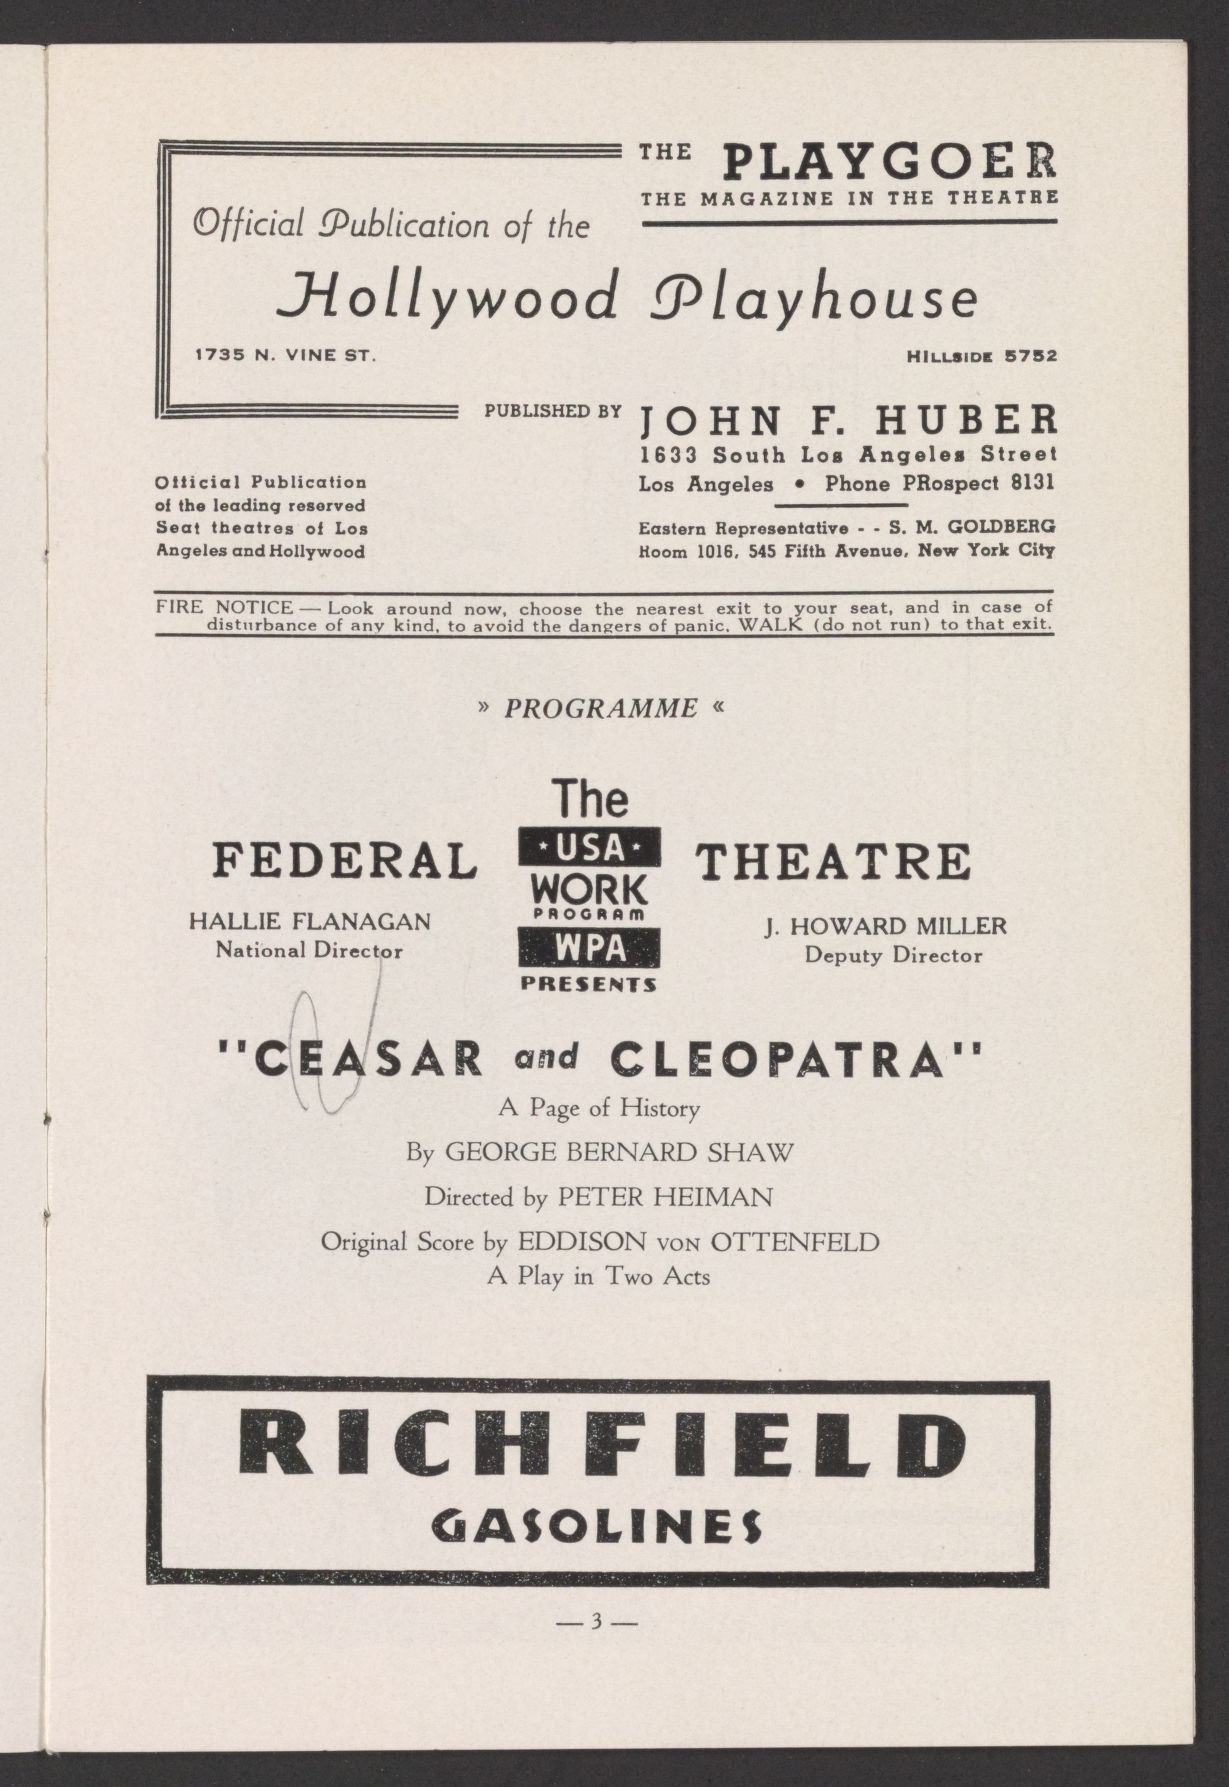 THE PLAYGOER
THE MAGAZINE IN THE THEATRE
Official Publication of the
Hollywood Playhouse
1735 N. VINE ST.
HILLSIDE 5752
PUBLISHED BY JOHN F. HUBER
1633 South Los Angeles Street
Los Angeles • Phone PRospect 8131
Eastern Representative - - S. M. GOLDBERG
Room 1016, 545 Fifth Avenue, New York City
Official Publication
of the leading reserved
Seat theatres of Los
Angeles and Hollywood
FIRE NOTICE — Look around now, choose the nearest exit to your seat, and in case of
disturbance of any kind, to avoid the dangers of panic, WALK (do not run) to that exit.
» PROGRAMME «
The
FEDERAL
·USA·
WORK
PROGRAM
WPA
PRESENTS
THEATRE
HALLIE FLANAGAN
National Director
J. HOWARD MILLER
Deputy Director
"CEASAR and CLEOPATRA"
A Page of History
By GEORGE BERNARD SHAW
Directed by PETER HEIMAN
Original Score by EDDISON VON OTTENFELD
A Play in Two Acts
RICHFIELD
GASOLINES
— 3 —